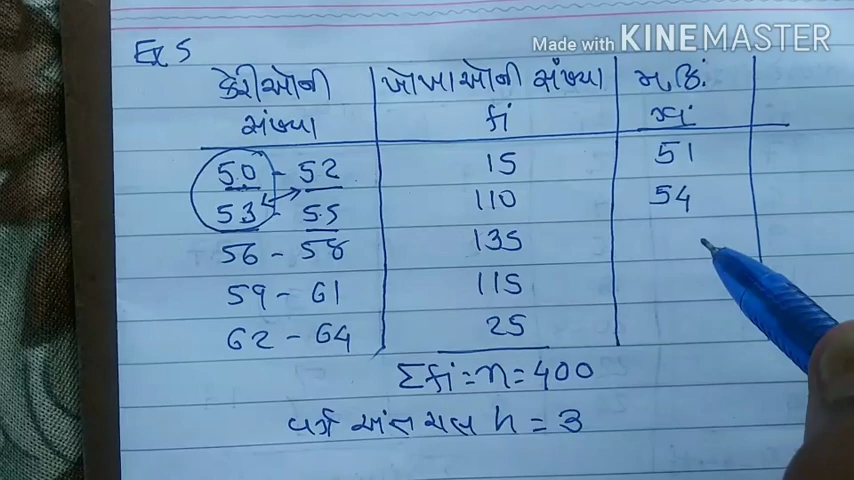 Made with KINEMASTER
Ex 5
કેરીઓની ખોખાઓની સંખ્યા મ.કિં.
સંખ્યા fi xi
50 - 52 15 51
53 - 55 110 54
56 - 58 135
59 - 61 115
62 - 64 25
Σfi = n = 400
વર્ગ અંતરાલ h = 3